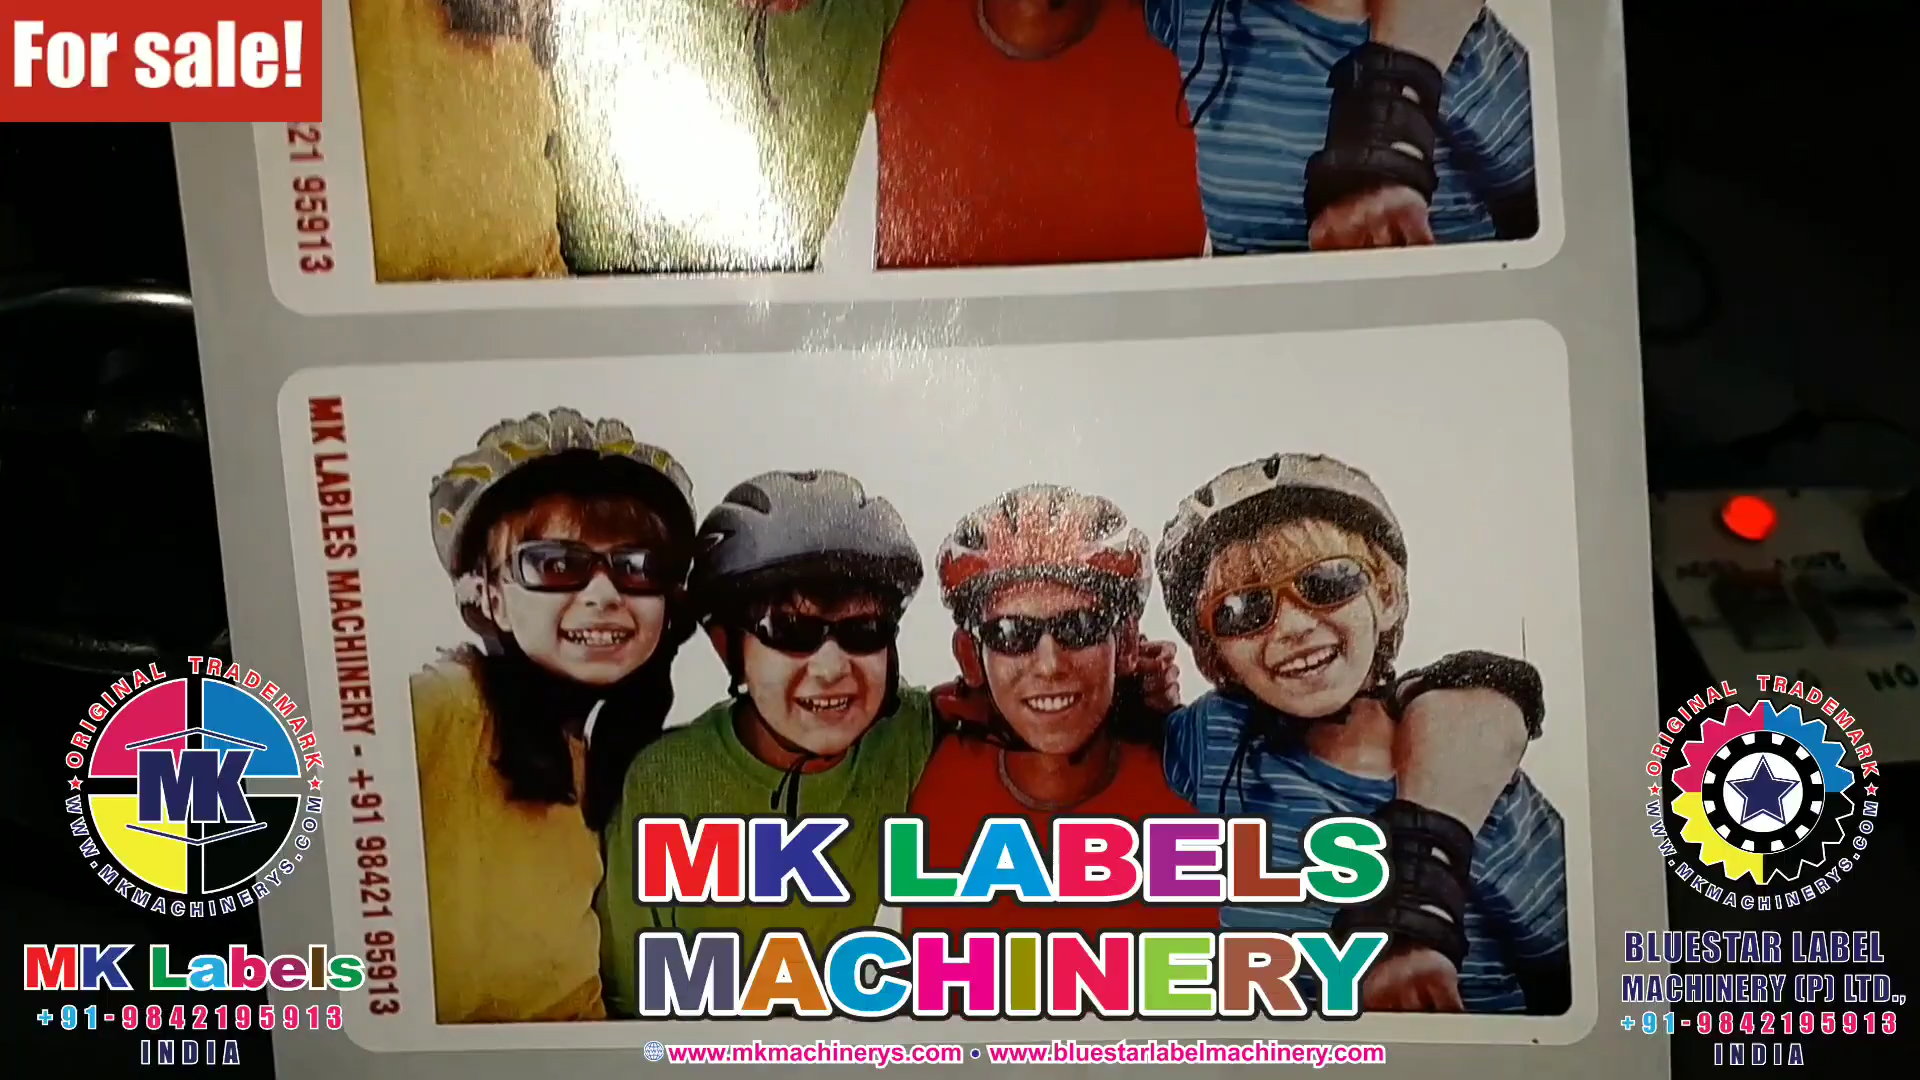 For sale!
421 95913
MK LABLES MACHINERY - +91 98421 95913
ORIGINAL TRADEMARK
MK
WWW.MKMACHINERYS.COM
MK Labels
+91-9842195913
INDIA
MK LABELS
MACHINERY
www.mkmachinerys.com • www.bluestarlabelmachinery.com
ORIGINAL TRADEMARK
WWW.MKMACHINERYS.COM
BLUESTAR LABEL
MACHINERY (P) LTD.,
+91-9842195913
INDIA
NO